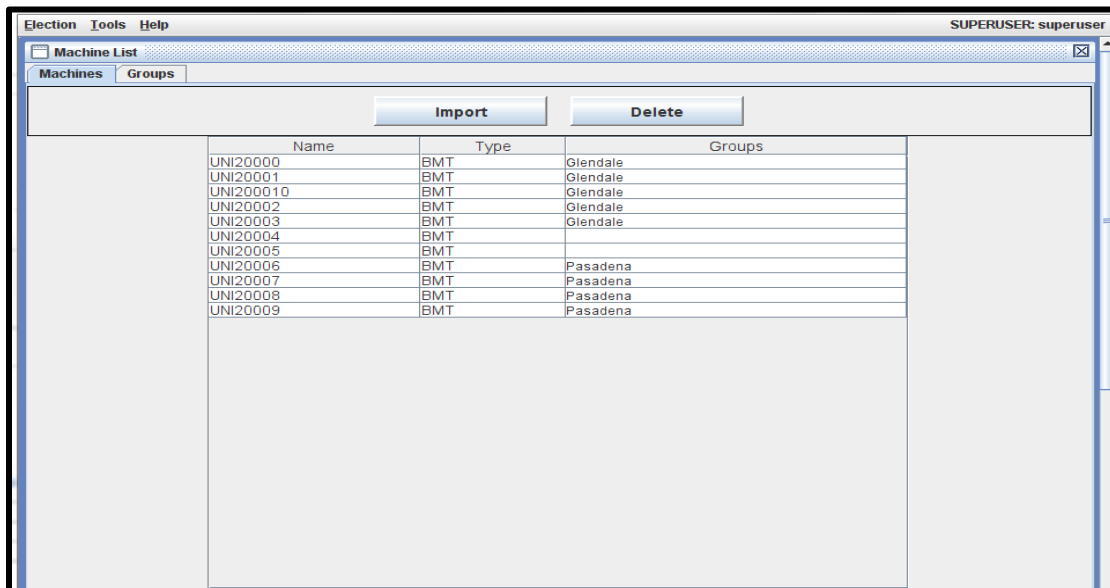 Election Tools Help SUPERUSER: superuser
Machine List
Machines Groups
Import Delete
Name Type Groups
UNI20000 BMT Glendale
UNI20001 BMT Glendale
UNI200010 BMT Glendale
UNI20002 BMT Glendale
UNI20003 BMT Glendale
UNI20004 BMT
UNI20005 BMT
UNI20006 BMT Pasadena
UNI20007 BMT Pasadena
UNI20008 BMT Pasadena
UNI20009 BMT Pasadena